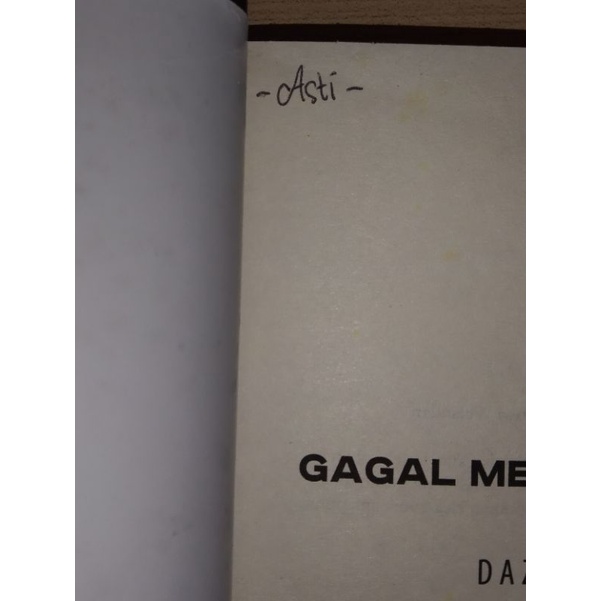 - Asti -
GAGAL ME
DAZ